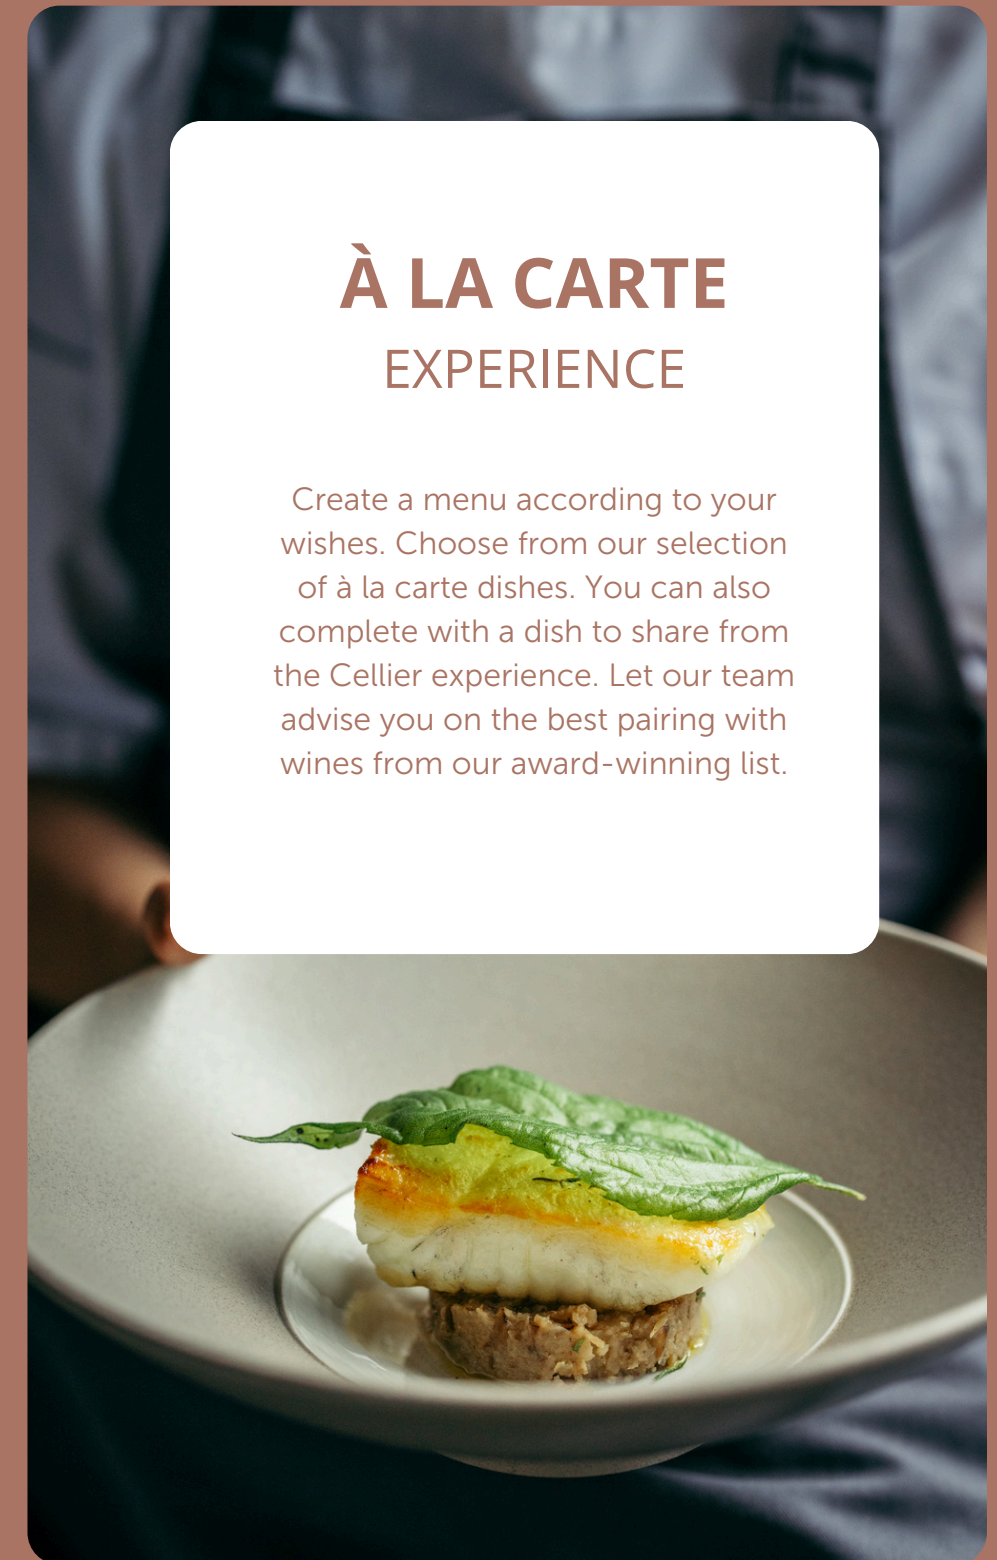 À LA CARTE
EXPERIENCE
Create a menu according to your
wishes. Choose from our selection
of à la carte dishes. You can also
complete with a dish to share from
the Cellier experience. Let our team
advise you on the best pairing with
wines from our award-winning list.